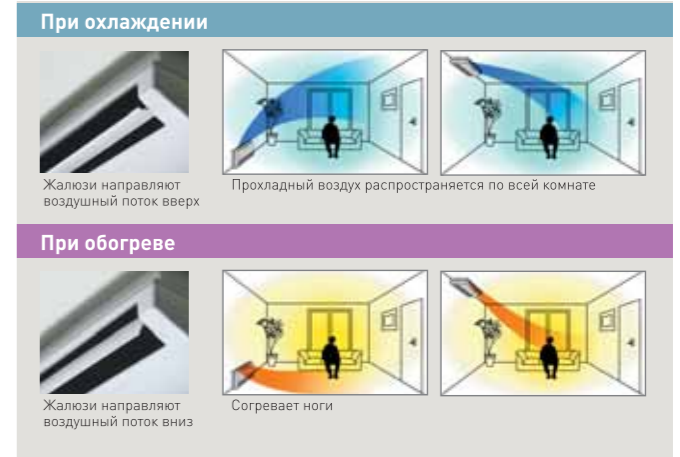 При охлаждении
Жалюзи направляют
воздушный поток вверх
Прохладный воздух распространяется по всей комнате
При обогреве
Жалюзи направляют
воздушный поток вниз
Согревает ноги